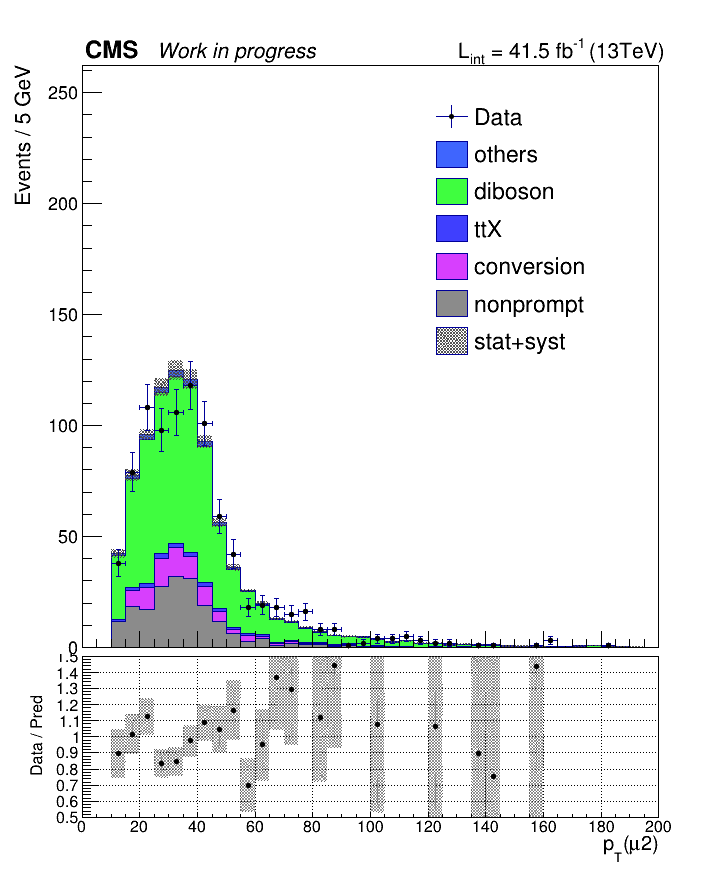 CMS Work in progress L_int = 41.5 fb^-1 (13TeV)
Events / 5 GeV
250
200
150
100
50
0
Data
others
diboson
ttX
conversion
nonprompt
stat+syst
Data / Pred
1.5
1.4
1.3
1.2
1.1
1
0.9
0.8
0.7
0.6
0.5
0 20 40 60 80 100 120 140 160 180 200
p_T(μ2)